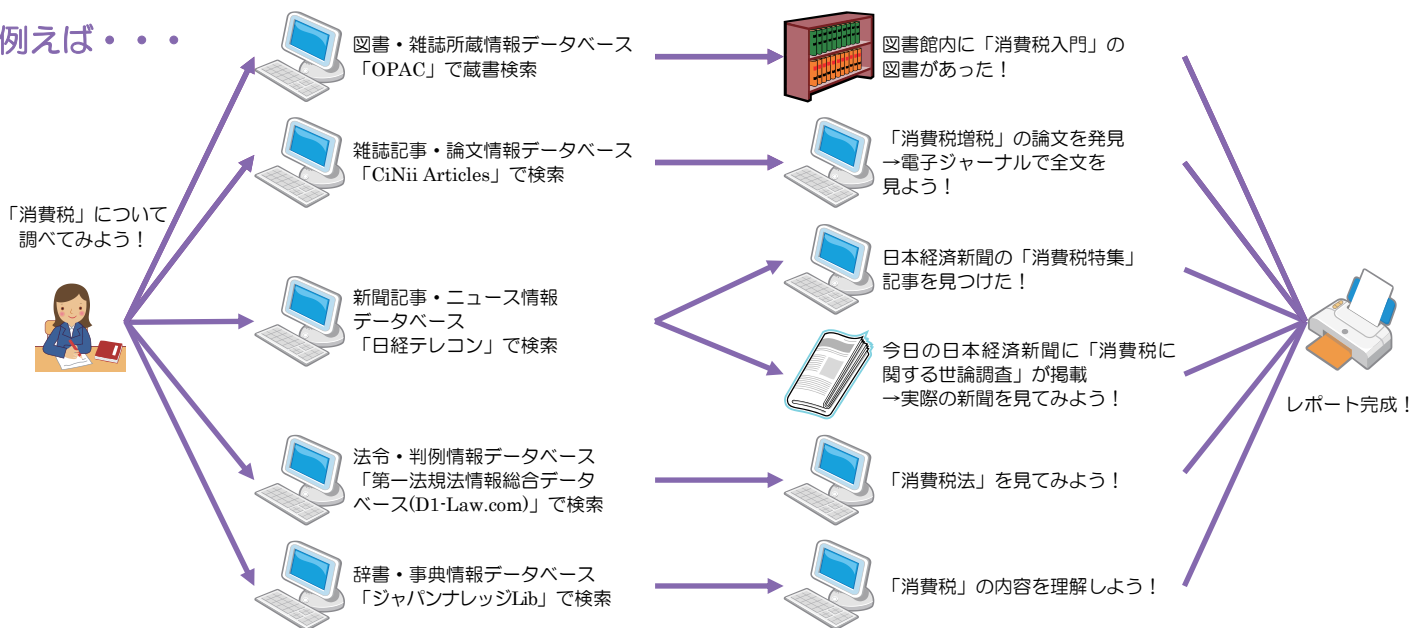 例えば・・・
「消費税」について
調べてみよう！
図書・雑誌所蔵情報データベース
「OPAC」で蔵書検索
図書館内に「消費税入門」の
図書があった！
雑誌記事・論文情報データベース
「CiNii Articles」で検索
「消費税増税」の論文を発見
→電子ジャーナルで全文を
見よう！
新聞記事・ニュース情報
データベース
「日経テレコン」で検索
日本経済新聞の「消費税特集」
記事を見つけた！
今日の日本経済新聞に「消費税に
関する世論調査」が掲載
→実際の新聞を見てみよう！
法令・判例情報データベース
「第一法規法情報総合データ
ベース(D1-Law.com)」で検索
「消費税法」を見てみよう！
辞書・事典情報データベース
「ジャパンナレッジLib」で検索
「消費税」の内容を理解しよう！
レポート完成！